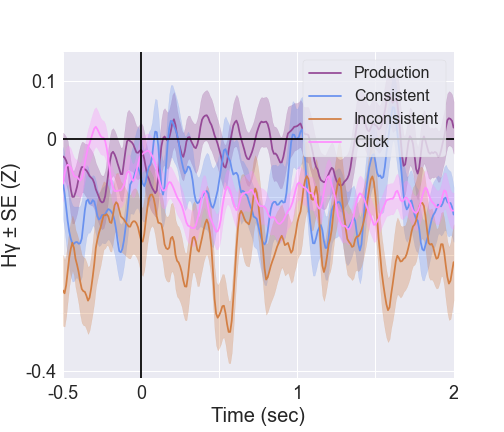 Production
Consistent
Inconsistent
Click
0.1
0
-0.4
Hγ ± SE (Z)
-0.5
0
1
2
Time (sec)